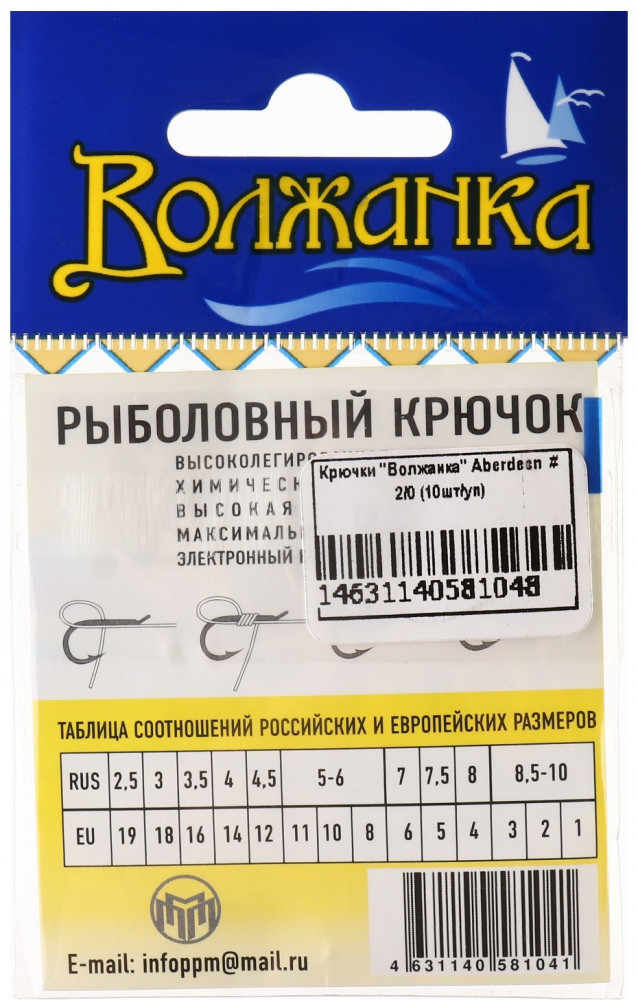 Волжанка
РЫБОЛОВНЫЙ КРЮЧОК
ВЫСОКОЛЕГИРО
ХИМИЧЕСК
ВЫСОКАЯ
МАКСИМАЛЬ
ЭЛЕКТРОННЫЙ
Крючки "Волжанка" Aberdeen #
2/0 (10шт/уп)
14631140581048
ТАБЛИЦА СООТНОШЕНИЙ РОССИЙСКИХ И ЕВРОПЕЙСКИХ РАЗМЕРОВ
RUS 2,5 3 3,5 4 4,5 5-6 7 7,5 8 8,5-10
EU 19 18 16 14 12 11 10 8 6 5 4 3 2 1
E-mail: infoppm@mail.ru
4 631140 581041